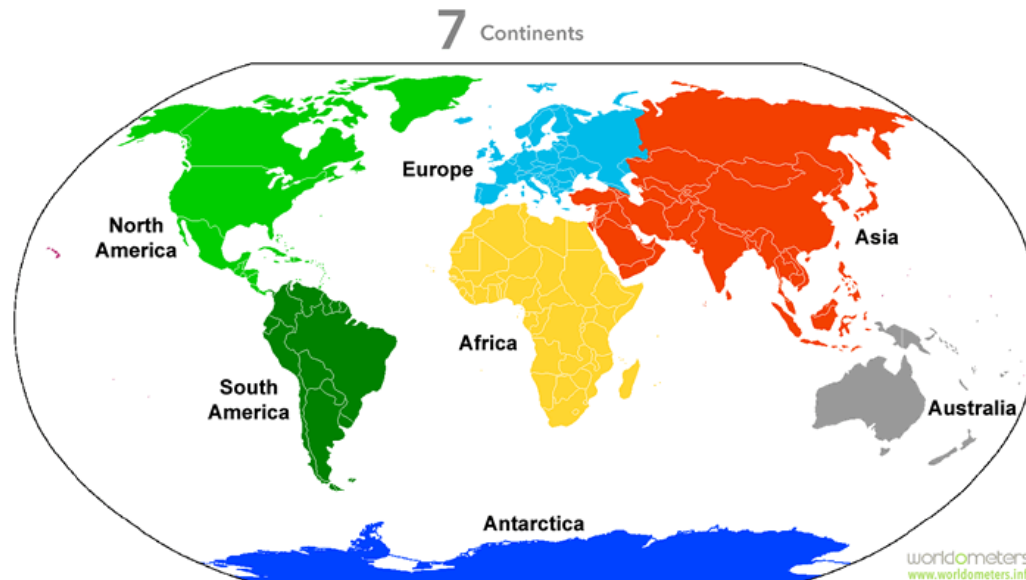 7 Continents
Europe
North
America
Asia
Africa
South
America
Australia
Antarctica
worldometers
www.worldometers.info